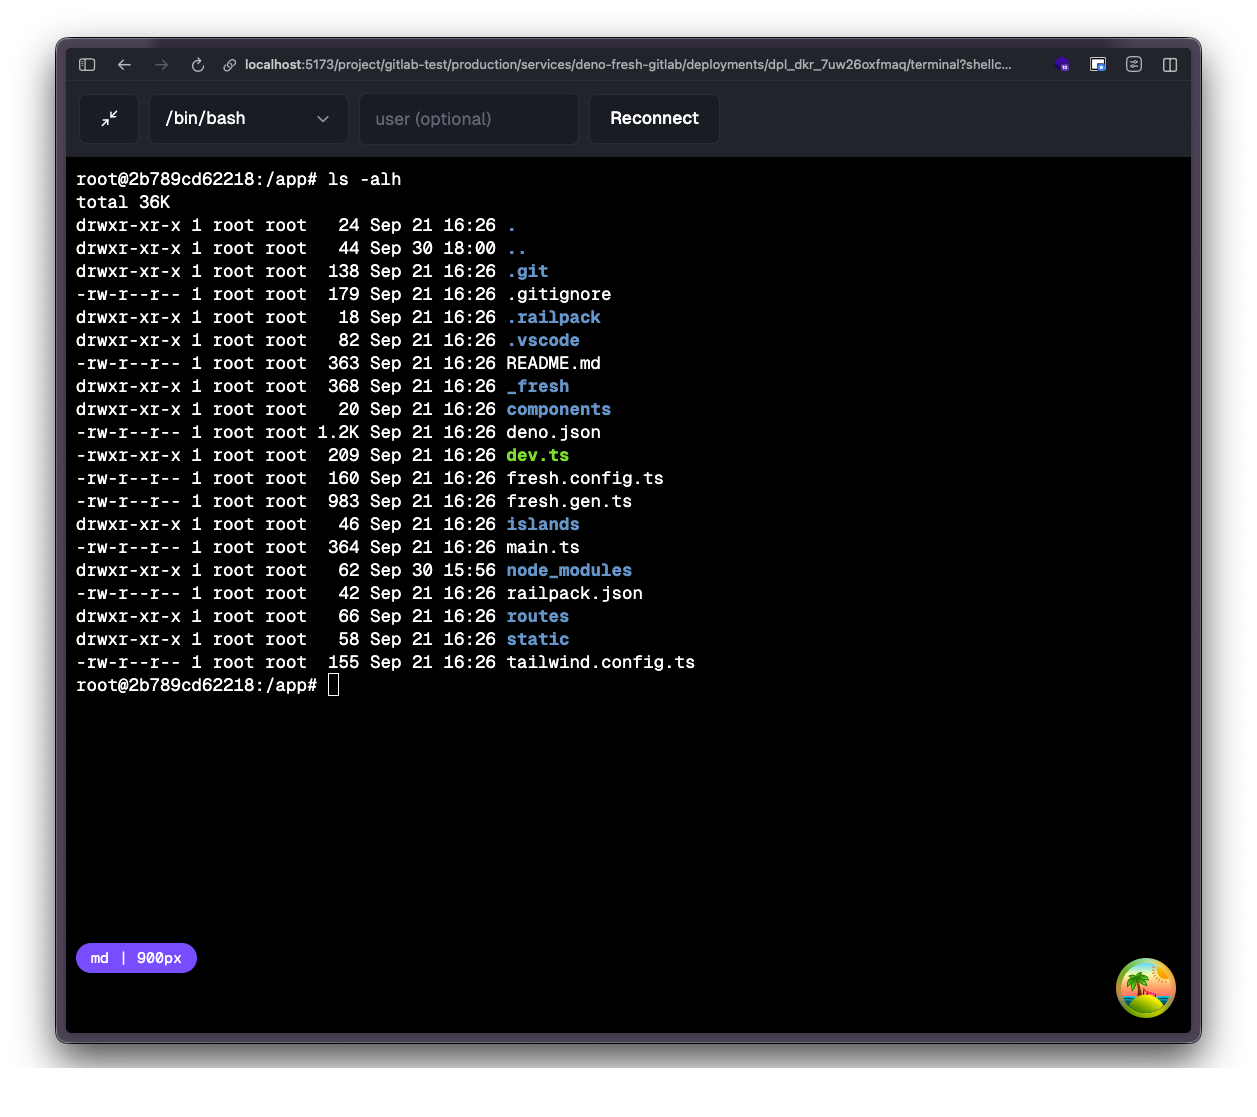 localhost:5173/project/gitlab-test/production/services/deno-fresh-gitlab/deployments/dpl_dkr_7uw26oxfmaq/terminal?shellc...
/bin/bash
user (optional)
Reconnect
root@2b789cd62218:/app# ls -alh
total 36K
drwxr-xr-x 1 root root   24 Sep 21 16:26 .
drwxr-xr-x 1 root root   44 Sep 30 18:00 ..
drwxr-xr-x 1 root root  138 Sep 21 16:26 .git
-rw-r--r-- 1 root root  179 Sep 21 16:26 .gitignore
drwxr-xr-x 1 root root   18 Sep 21 16:26 .railpack
drwxr-xr-x 1 root root   82 Sep 21 16:26 .vscode
-rw-r--r-- 1 root root  363 Sep 21 16:26 README.md
drwxr-xr-x 1 root root  368 Sep 21 16:26 _fresh
drwxr-xr-x 1 root root   20 Sep 21 16:26 components
-rw-r--r-- 1 root root 1.2K Sep 21 16:26 deno.json
-rwxr-xr-x 1 root root  209 Sep 21 16:26 dev.ts
-rw-r--r-- 1 root root  160 Sep 21 16:26 fresh.config.ts
-rw-r--r-- 1 root root  983 Sep 21 16:26 fresh.gen.ts
drwxr-xr-x 1 root root   46 Sep 21 16:26 islands
-rw-r--r-- 1 root root  364 Sep 21 16:26 main.ts
drwxr-xr-x 1 root root   62 Sep 30 15:56 node_modules
-rw-r--r-- 1 root root   42 Sep 21 16:26 railpack.json
drwxr-xr-x 1 root root   66 Sep 21 16:26 routes
drwxr-xr-x 1 root root   58 Sep 21 16:26 static
-rw-r--r-- 1 root root  155 Sep 21 16:26 tailwind.config.ts
root@2b789cd62218:/app#
md | 900px